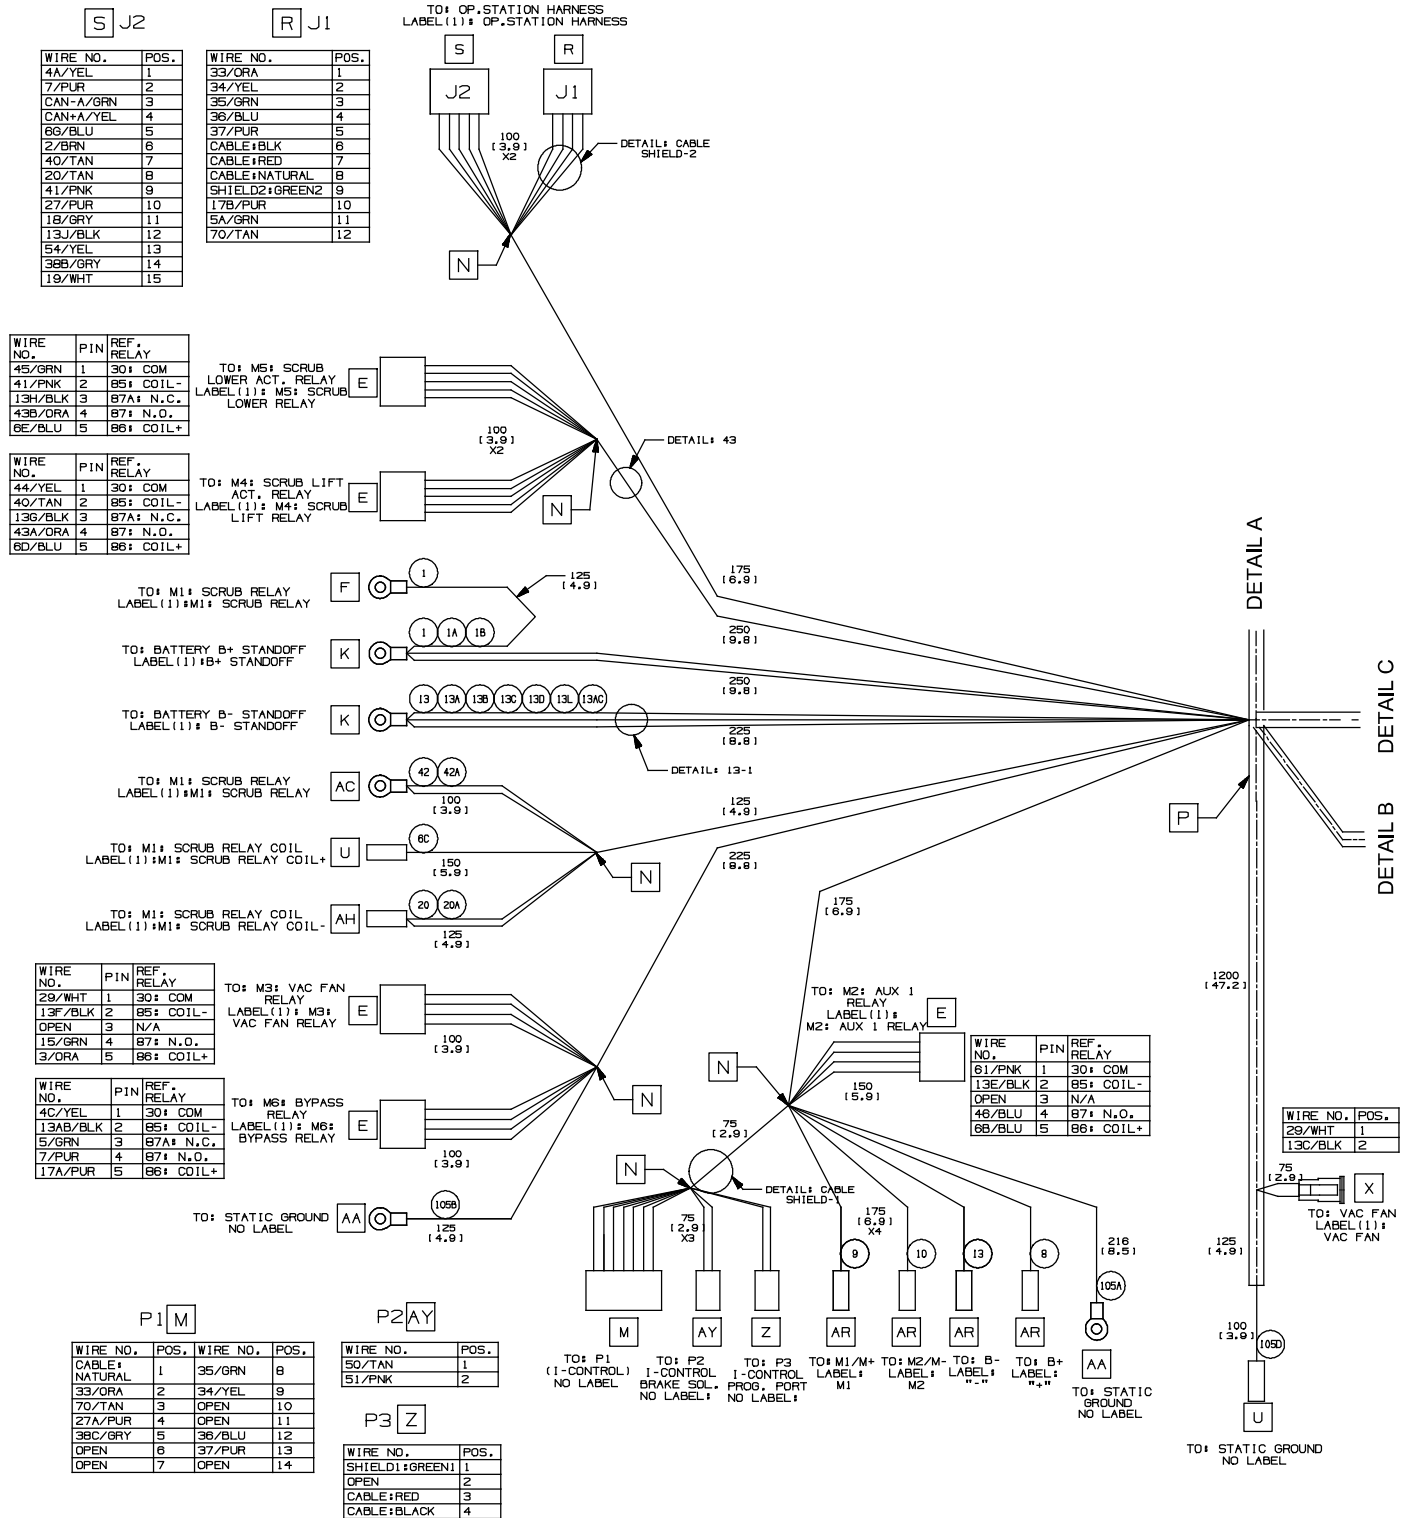 S J2
WIRE NO. POS.
4A/YEL 1
7/PUR 2
CAN-A/GRN 3
CAN+A/YEL 4
6G/BLU 5
2/BRN 6
40/TAN 7
20/TAN 8
41/PNK 9
27/PUR 10
18/GRY 11
13J/BLK 12
54/YEL 13
38B/GRY 14
19/WHT 15
R J1
WIRE NO. POS.
33/ORA 1
34/YEL 2
35/GRN 3
36/BLU 4
37/PUR 5
CABLE:BLK 6
CABLE:RED 7
CABLE:NATURAL 8
SHIELD2:GREEN2 9
17B/PUR 10
5A/GRN 11
70/TAN 12
TO: OP.STATION HARNESS
LABEL(1): OP.STATION HARNESS
S
R
J2
J1
100
[3.9]
X2
DETAIL: CABLE
SHIELD-2
N
WIRE NO. PIN REF. RELAY
45/GRN 1 30: COM
41/PNK 2 85: COIL-
13H/BLK 3 87A: N.C.
43B/ORA 4 87: N.O.
6E/BLU 5 86: COIL+
TO: M5: SCRUB
LOWER ACT. RELAY
LABEL(1): M5: SCRUB
LOWER RELAY
E
100
[3.9]
X2
DETAIL: 43
WIRE NO. PIN REF. RELAY
44/YEL 1 30: COM
40/TAN 2 85: COIL-
13G/BLK 3 87A: N.C.
43A/ORA 4 87: N.O.
6D/BLU 5 86: COIL+
TO: M4: SCRUB LIFT
ACT. RELAY
LABEL(1): M4: SCRUB
LIFT RELAY
E
N
TO: M1: SCRUB RELAY
LABEL(1):M1: SCRUB RELAY
F
1
125
[4.9]
175
[6.9]
TO: BATTERY B+ STANDOFF
LABEL(1):B+ STANDOFF
K
1 1A 1B
250
[9.8]
250
[9.8]
TO: BATTERY B- STANDOFF
LABEL(1): B- STANDOFF
K
13 13A 13B 13C 13D 13L 13AC
225
[8.8]
DETAIL: 13-1
TO: M1: SCRUB RELAY
LABEL(1):M1: SCRUB RELAY
AC
42 42A
100
[3.9]
125
[4.9]
TO: M1: SCRUB RELAY COIL
LABEL(1):M1: SCRUB RELAY COIL+
U
6C
150
[5.9]
N
225
[8.8]
TO: M1: SCRUB RELAY COIL
LABEL(1):M1: SCRUB RELAY COIL-
AH
20 20A
125
[4.9]
175
[6.9]
DETAIL A
DETAIL C
DETAIL B
P
WIRE NO. PIN REF. RELAY
29/WHT 1 30: COM
13F/BLK 2 85: COIL-
OPEN 3 N/A
15/GRN 4 87: N.O.
3/ORA 5 86: COIL+
TO: M3: VAC FAN
RELAY
LABEL(1): M3:
VAC FAN RELAY
E
100
[3.9]
N
WIRE NO. PIN REF. RELAY
4C/YEL 1 30: COM
13AB/BLK 2 85: COIL-
5/GRN 3 87A: N.C.
7/PUR 4 87: N.O.
17A/PUR 5 86: COIL+
TO: M6: BYPASS
RELAY
LABEL(1): M6:
BYPASS RELAY
E
100
[3.9]
TO: STATIC GROUND
NO LABEL
AA
105B
125
[4.9]
TO: M2: AUX 1
RELAY
LABEL(1):
M2: AUX 1 RELAY
E
N
150
[5.9]
WIRE NO. PIN REF. RELAY
61/PNK 1 30: COM
13E/BLK 2 85: COIL-
OPEN 3 N/A
46/BLU 4 87: N.O.
6B/BLU 5 86: COIL+
75
[2.9]
N
DETAIL: CABLE
SHIELD-1
75
[2.9]
X3
175
[6.9]
X4
9
10
13
8
216
[8.5]
105A
M
AY
Z
AR
AR
AR
AR
AA
TO: P1
(I-CONTROL)
NO LABEL
TO: P2
I-CONTROL
BRAKE SOL.
NO LABEL:
TO: P3
I-CONTROL
PROG. PORT
NO LABEL:
TO: M1/M+
LABEL:
M1
TO: M2/M-
LABEL:
M2
TO: B-
LABEL:
"-"
TO: B+
LABEL:
"+"
TO: STATIC
GROUND
NO LABEL
1200
[47.2]
WIRE NO. POS.
29/WHT 1
13C/BLK 2
75
[2.9]
X
TO: VAC FAN
LABEL(1):
VAC FAN
125
[4.9]
100
[3.9]
105D
U
TO: STATIC GROUND
NO LABEL
P1 M
WIRE NO. POS. WIRE NO. POS.
CABLE: NATURAL 1 35/GRN 8
33/ORA 2 34/YEL 9
70/TAN 3 OPEN 10
27A/PUR 4 OPEN 11
38C/GRY 5 36/BLU 12
OPEN 6 37/PUR 13
OPEN 7 OPEN 14
P2 AY
WIRE NO. POS.
50/TAN 1
51/PNK 2
P3 Z
WIRE NO. POS.
SHIELD1:GREEN1 1
OPEN 2
CABLE:RED 3
CABLE:BLACK 4